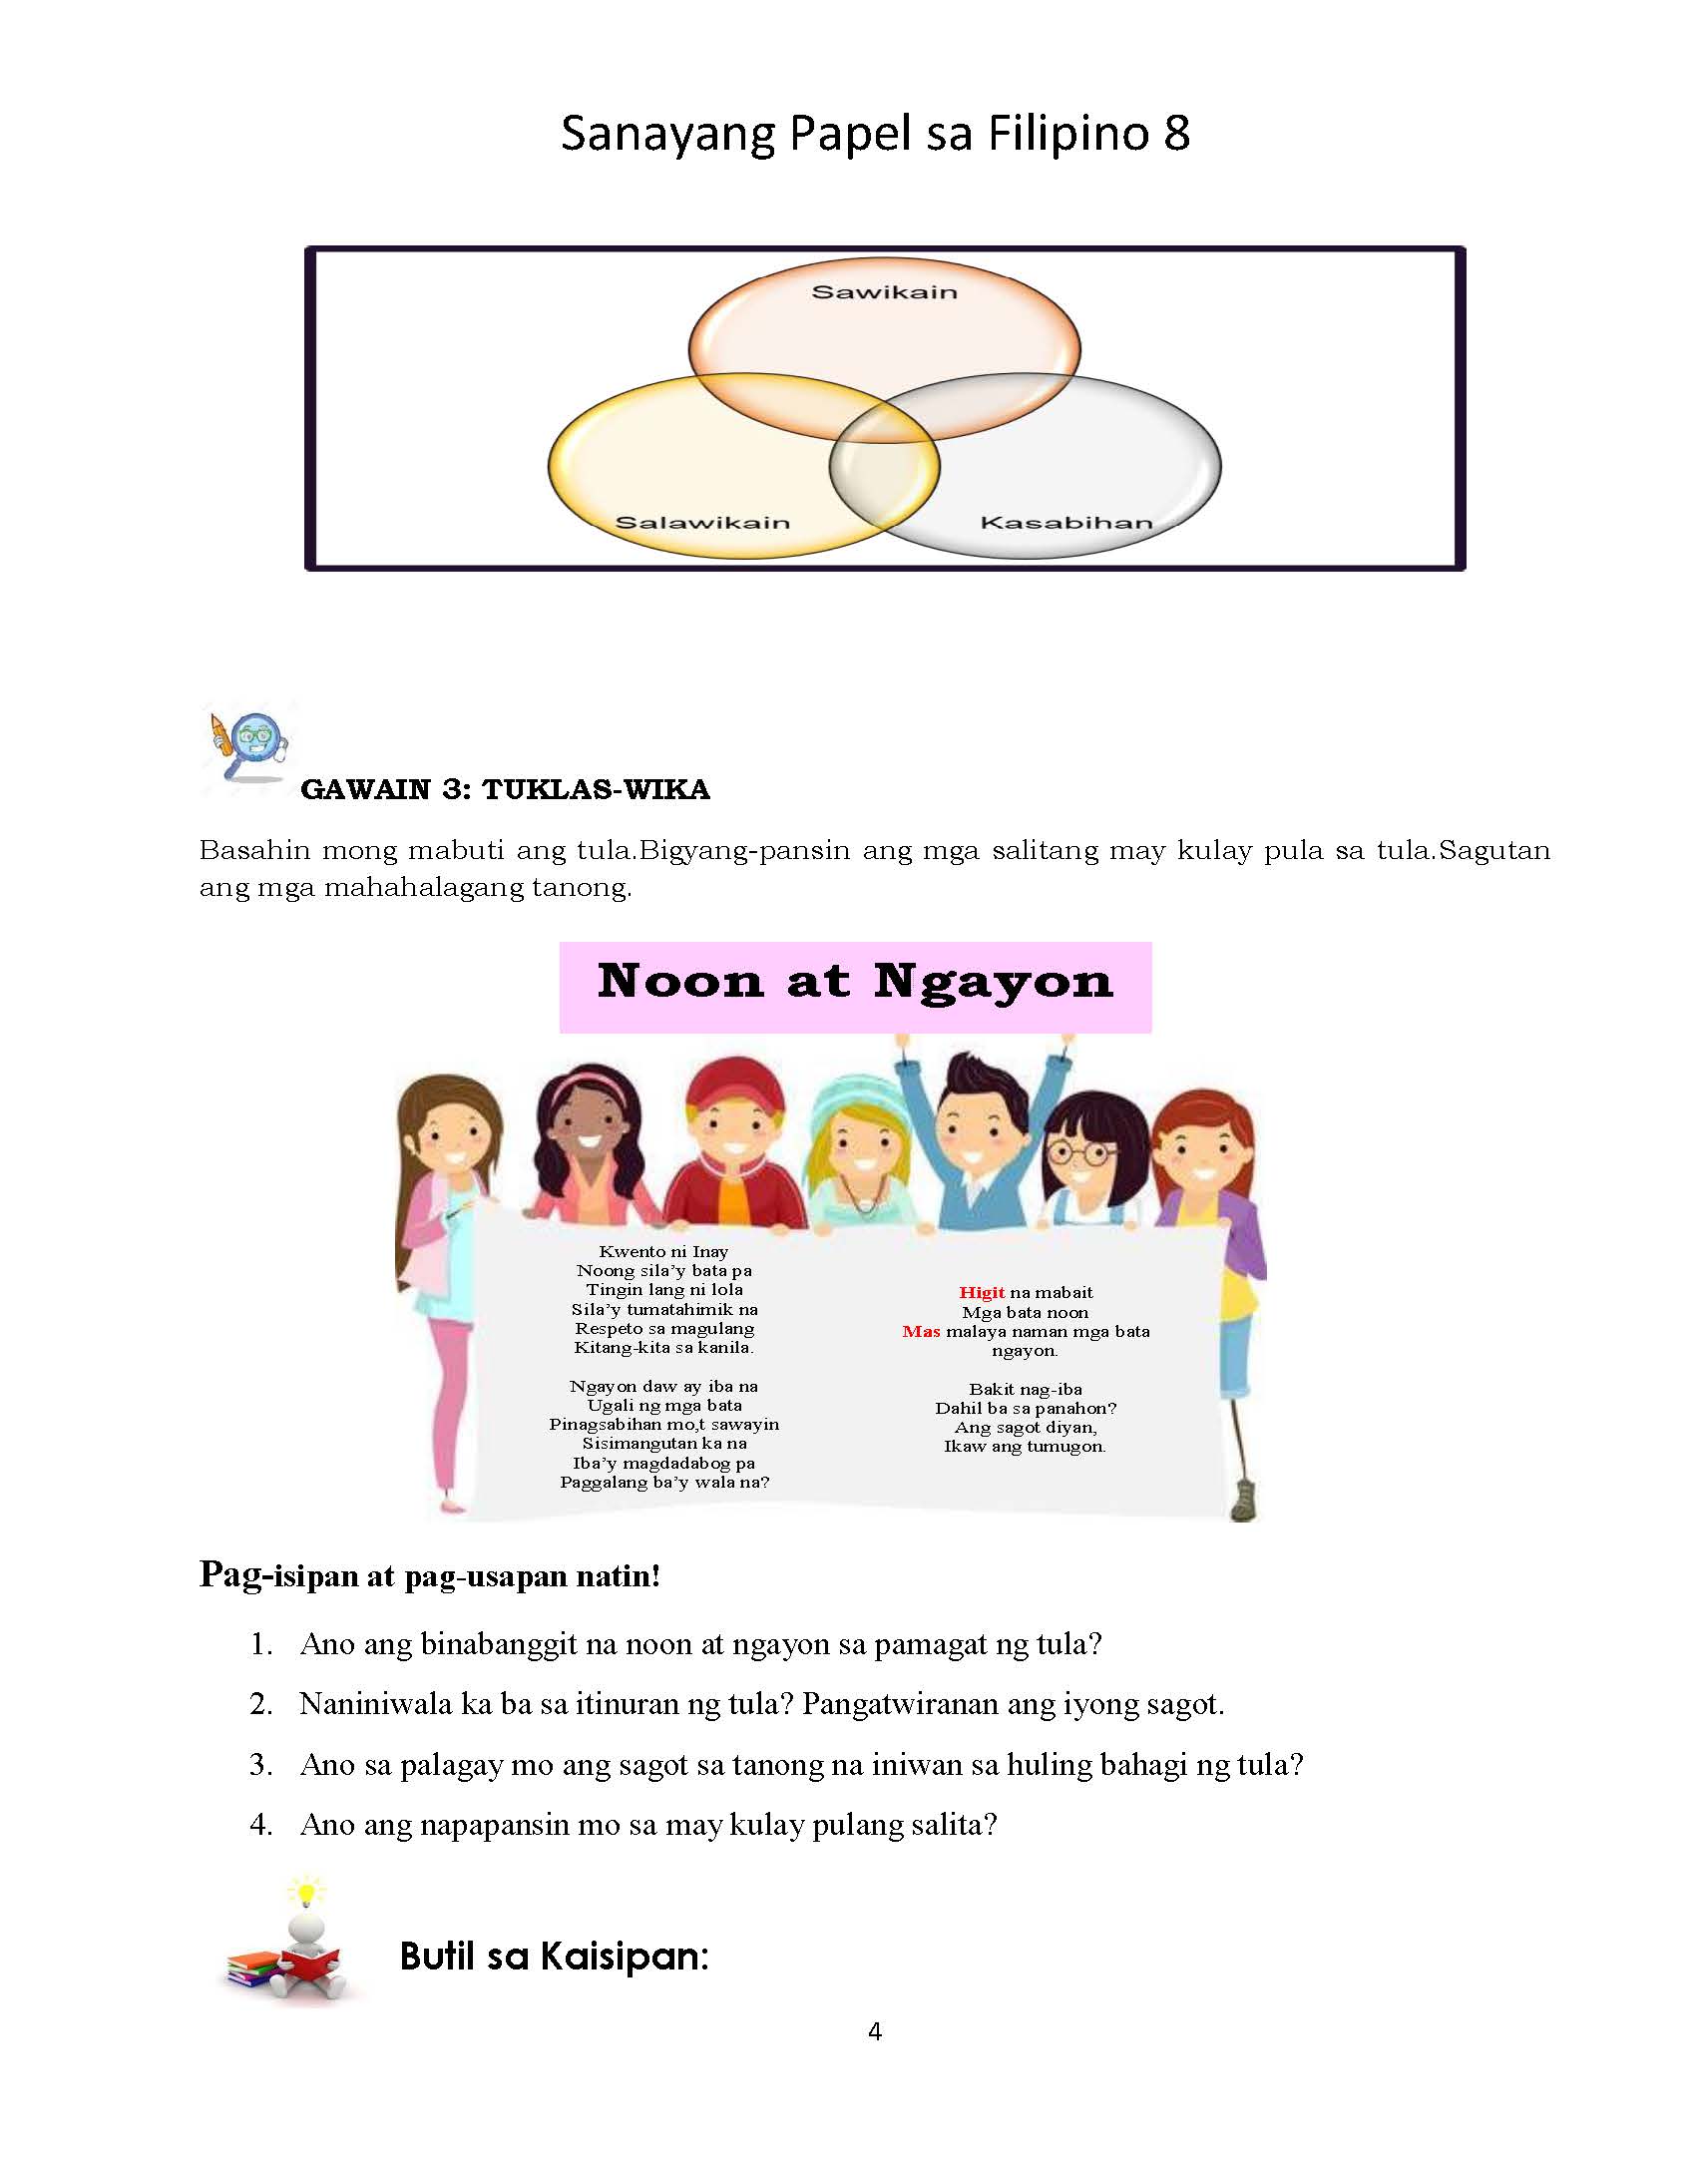 Sanayang Papel sa Filipino 8
Sawikain
Salawikain
Kasabihan
GAWAIN 3: TUKLAS-WIKA
Basahin mong mabuti ang tula.Bigyang-pansin ang mga salitang may kulay pula sa tula.Sagutan
ang mga mahahalagang tanong.
Noon at Ngayon
Kwento ni Inay
Noong sila'y bata pa
Tingin lang ni lola
Sila'y tumatahimik na
Respeto sa magulang
Kitang-kita sa kanila.
Ngayon daw ay iba na
Ugali ng mga bata
Pinagsabihan mo,t sawayin
Sisimangutan ka na
Iba'y magdadabog pa
Paggalang ba'y wala na?
Higit na mabait
Mga bata noon
Mas malaya naman mga bata
ngayon.
Bakit nag-iba
Dahil ba sa panahon?
Ang sagot diyan,
Ikaw ang tumugon.
Pag-isipan at pag-usapan natin!
1. Ano ang binabanggit na noon at ngayon sa pamagat ng tula?
2. Naniniwala ka ba sa itinuran ng tula? Pangatwiranan ang iyong sagot.
3. Ano sa palagay mo ang sagot sa tanong na iniwan sa huling bahagi ng tula?
4. Ano ang napapansin mo sa may kulay pulang salita?
Butil sa Kaisipan:
4